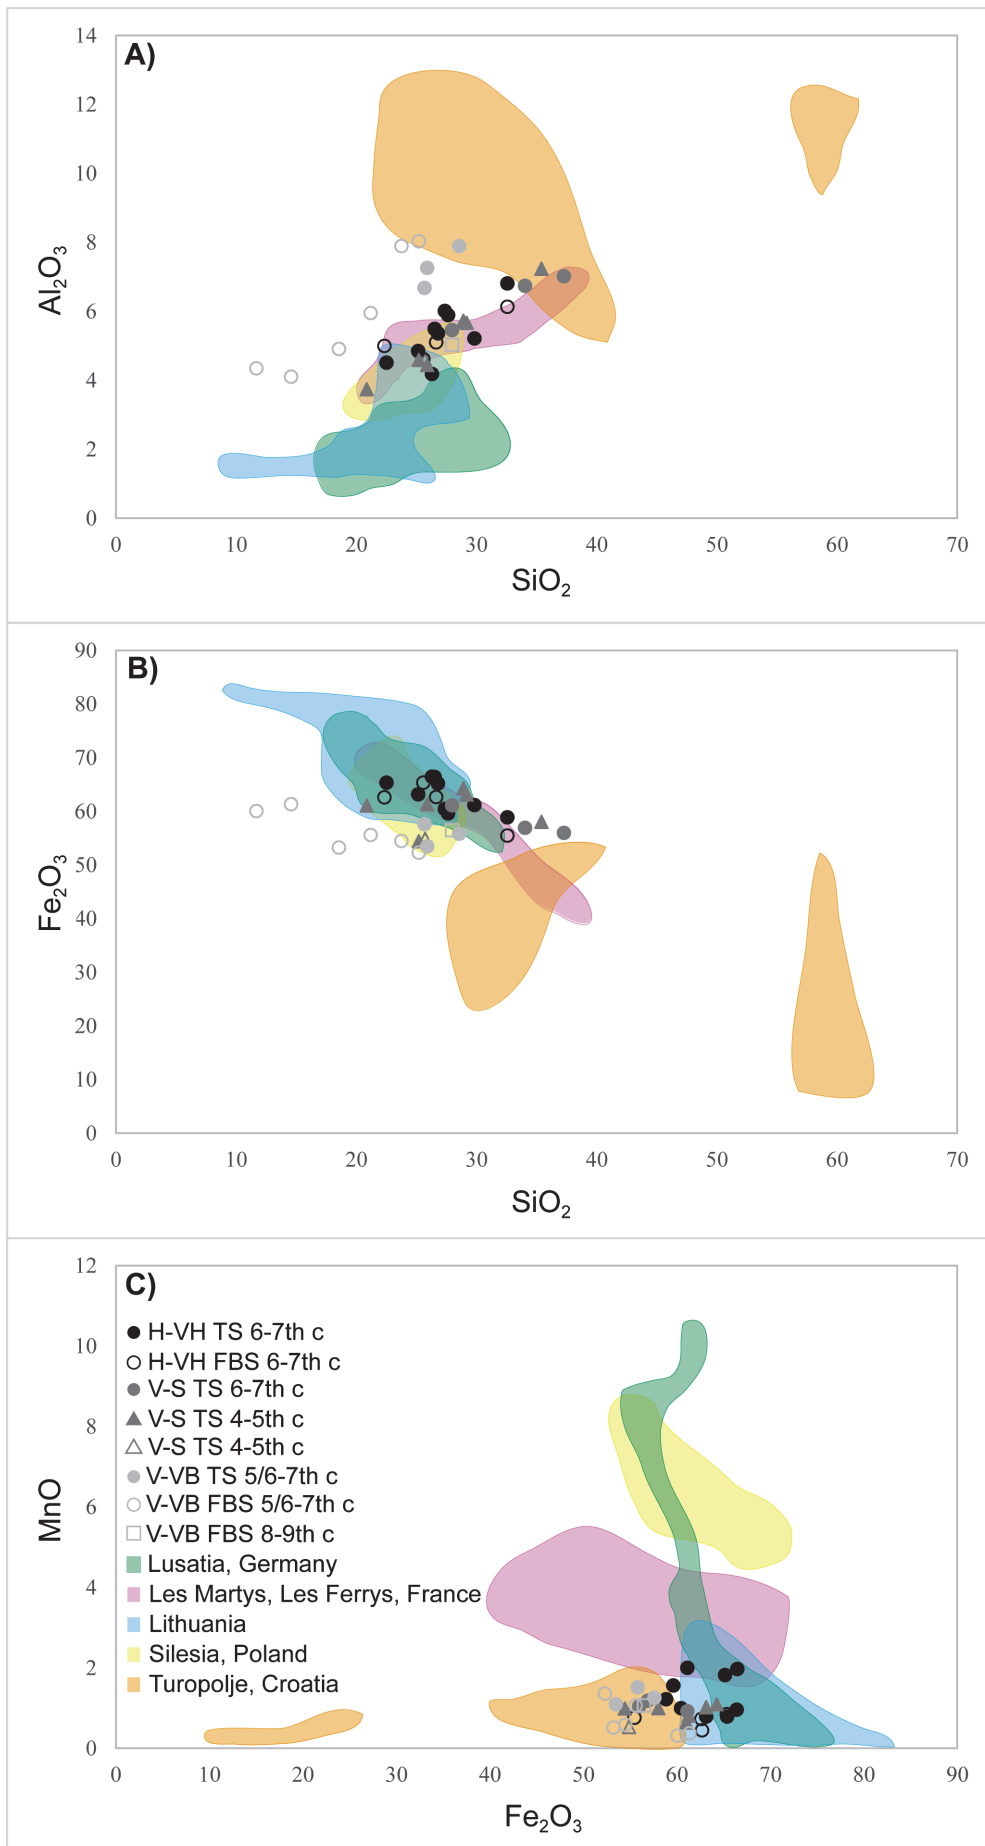 A)
14
12
10
8
6
4
2
0
Al₂O₃
0 10 20 30 40 50 60 70
SiO₂
B)
90
80
70
60
50
40
30
20
10
0
Fe₂O₃
0 10 20 30 40 50 60 70
SiO₂
C)
12
10
8
6
4
2
0
MnO
H-VH TS 6-7th c
H-VH FBS 6-7th c
V-S TS 6-7th c
V-S TS 4-5th c
V-S TS 4-5th c
V-VB TS 5/6-7th c
V-VB FBS 5/6-7th c
V-VB FBS 8-9th c
Lusatia, Germany
Les Martys, Les Ferrys, France
Lithuania
Silesia, Poland
Turopolje, Croatia
0 10 20 30 40 50 60 70 80 90
Fe₂O₃